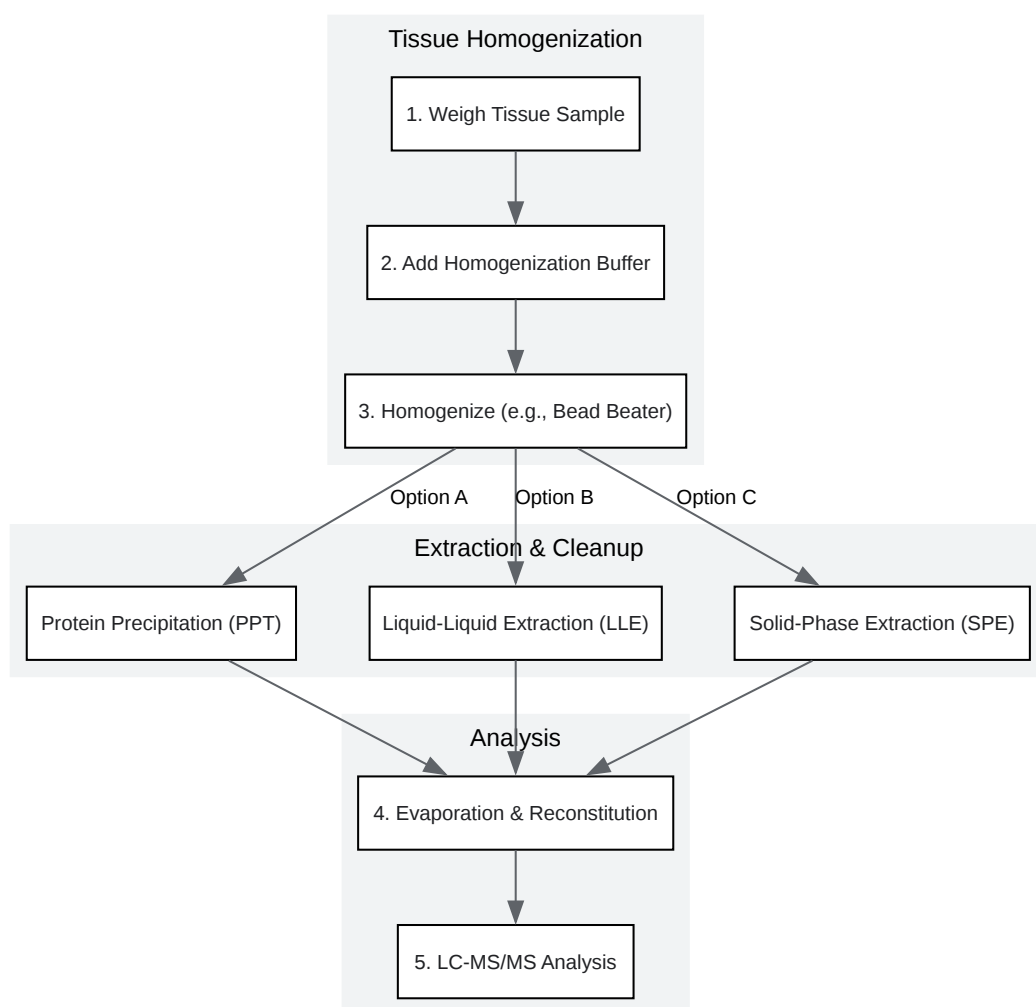 Tissue Homogenization
1. Weigh Tissue Sample
2. Add Homogenization Buffer
3. Homogenize (e.g., Bead Beater)
Option A
Option B
Option C
Extraction & Cleanup
Protein Precipitation (PPT)
Liquid-Liquid Extraction (LLE)
Solid-Phase Extraction (SPE)
Analysis
4. Evaporation & Reconstitution
5. LC-MS/MS Analysis